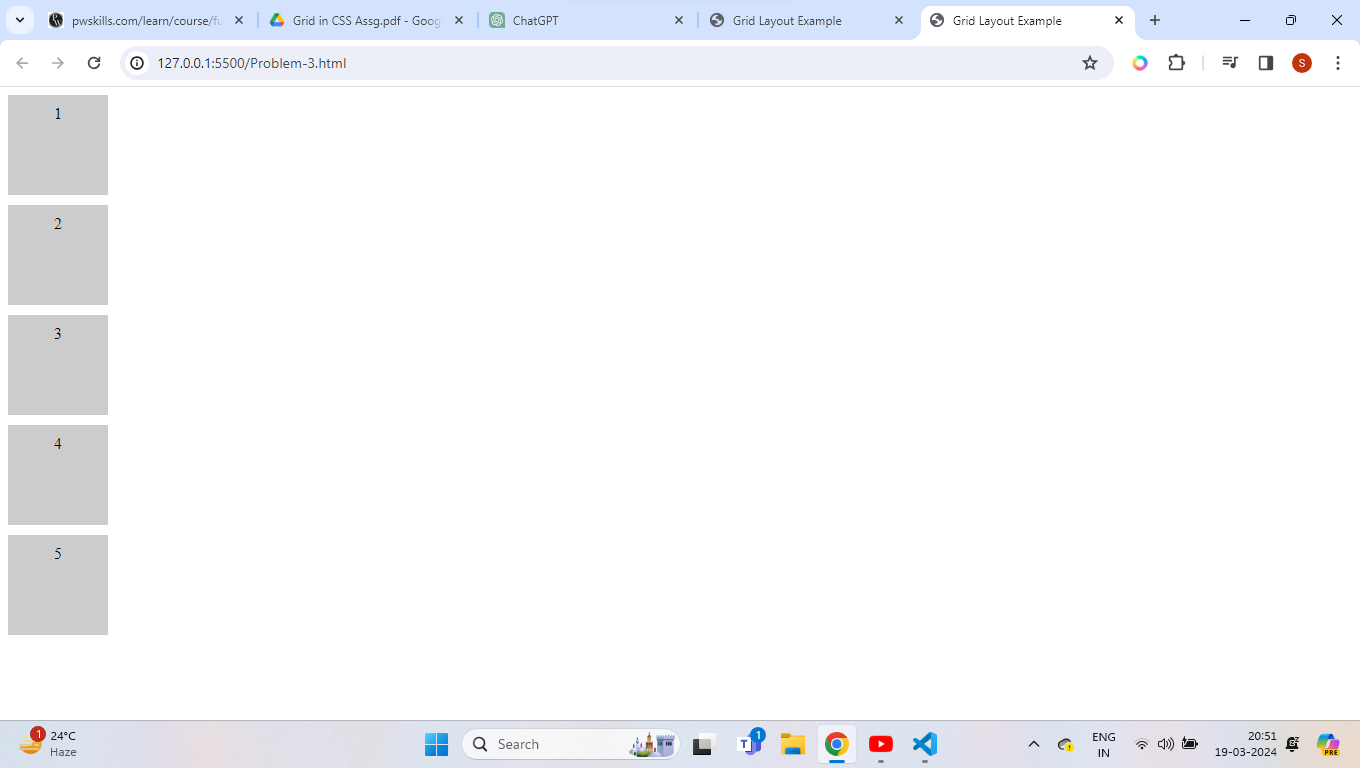 pwskills.com/learn/course/fu
Grid in CSS Assg.pdf - Goog
ChatGPT
Grid Layout Example
Grid Layout Example
127.0.0.1:5500/Problem-3.html
S
1
2
3
4
5
1
24°C
Haze
Search
T
1
PRE
ENG
IN
20:51
19-03-2024